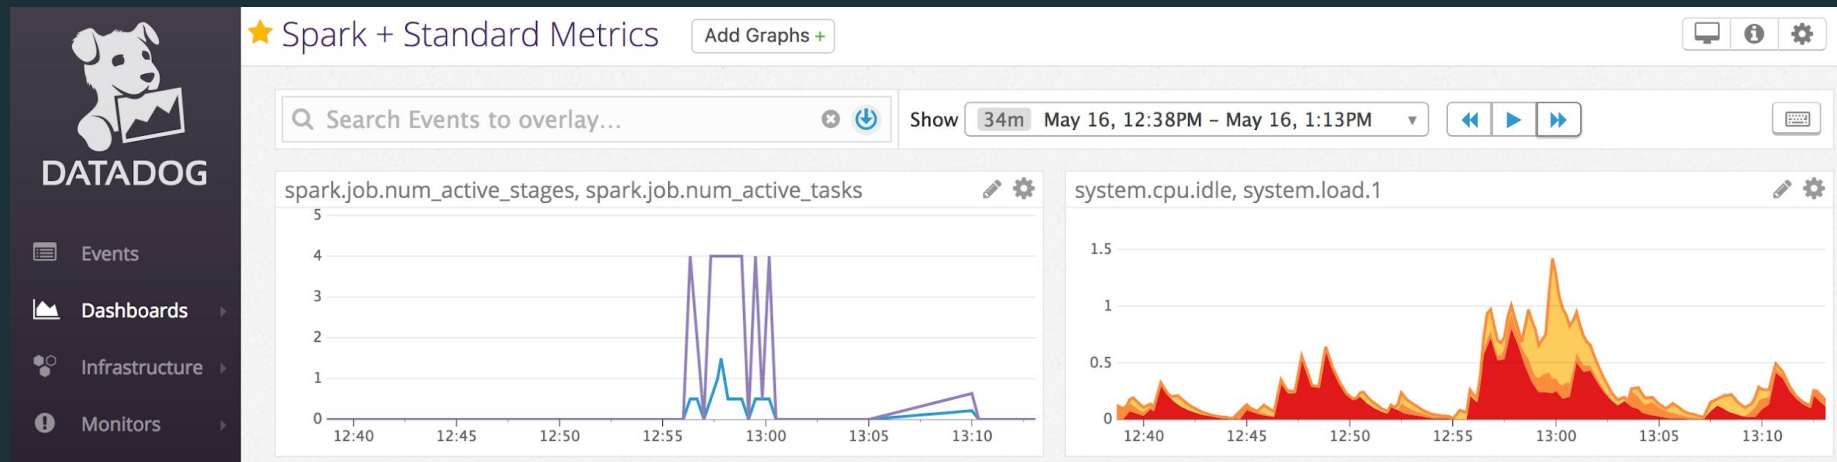 DATADOG
Events
Dashboards
Infrastructure
Monitors
Spark + Standard Metrics
Add Graphs +
Search Events to overlay...
Show 34m May 16, 12:38PM – May 16, 1:13PM
spark.job.num_active_stages, spark.job.num_active_tasks
5
4
3
2
1
0
12:40 12:45 12:50 12:55 13:00 13:05 13:10
system.cpu.idle, system.load.1
1.5
1
0.5
0
12:40 12:45 12:50 12:55 13:00 13:05 13:10